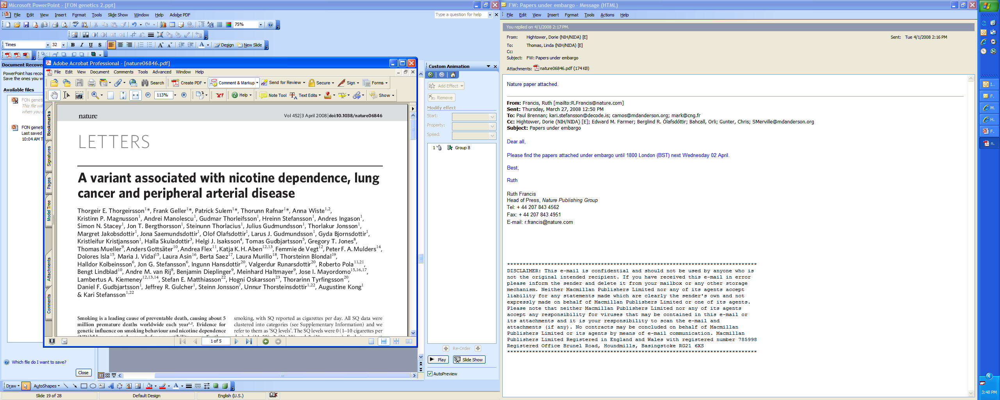 Microsoft PowerPoint - [FON genetics 2.ppt]
File Edit View Insert Format Tools Slide Show Window Help Adobe PDF
Type a question for help
75%
Times 32 B I U S Design New Slide
Document Recover
PowerPoint has recov
Save the ones you w
Available files
FON geneti
This file will
when you e
FON geneti
Last saved
10:04 AM T
Which file do I want to save?
Close
Adobe Acrobat Professional - [nature06846.pdf]
File Edit View Document Comments Tools Advanced Window Help
Search Create PDF Comment & Markup Send for Review Secure Sign Forms
113% Y! Help Note Tool Text Edits Show
Bookmarks
Signatures
Pages
Model Tree
Attachments
Comments
nature Vol 452|3 April 2008|doi:10.1038/nature06846
LETTERS
A variant associated with nicotine dependence, lung
cancer and peripheral arterial disease
Thorgeir E. Thorgeirsson1*, Frank Geller1*, Patrick Sulem1*, Thorunn Rafnar1*, Anna Wiste1,2,
Kristinn P. Magnusson1, Andrei Manolescu1, Gudmar Thorleifsson1, Hreinn Stefansson1, Andres Ingason1,
Simon N. Stacey1, Jon T. Bergthorsson1, Steinunn Thorlacius1, Julius Gudmundsson1, Thorlakur Jonsson1,
Margret Jakobsdottir1, Jona Saemundsdottir1, Olof Olafsdottir1, Larus J. Gudmundsson1, Gyda Bjornsdottir1,
Kristleifur Kristjansson1, Halla Skuladottir3, Helgi J. Isaksson4, Tomas Gudbjartsson5, Gregory T. Jones8,
Thomas Mueller9, Anders Gottsäter10, Andrea Flex11, Katja K. H. Aben12,13, Femmie de Vegt12, Peter F. A. Mulders14,
Dolores Isla15, Maria J. Vidal15, Laura Asin16, Berta Saez17, Laura Murillo18, Thorsteinn Blondal19,
Halldor Kolbeinsson6, Jon G. Stefansson6, Ingunn Hansdottir20, Valgerdur Runarsdottir20, Roberto Pola11,21,
Bengt Lindblad10, Andre M. van Rij8, Benjamin Dieplinger9, Meinhard Haltmayer9, Jose I. Mayordomo15,16,17,
Lambertus A. Kiemeney12,13,14, Stefan E. Matthiasson22, Hogni Oskarsson23, Thorarinn Tyrfingsson20,
Daniel F. Gudbjartsson1, Jeffrey R. Gulcher1, Steinn Jonsson7, Unnur Thorsteinsdottir1,22, Augustine Kong1
& Kari Stefansson1,22
Smoking is a leading cause of preventable death, causing about 5
million premature deaths worldwide each year1,2. Evidence for
genetic influence on smoking behaviour and nicotine dependence
smoking, with SQ reported as cigarettes per day. All SQ data were
clustered into categories (see Supplementary Information) and we
refer to them as 'SQ levels'. The SQ levels were 0 (1–10 cigarettes per
1 of 5
Custom Animation
Add Effect
Remove
Modify effect
Start:
Property:
Speed:
1 Group 8
Re-Order
Play Slide Show
AutoPreview
Draw AutoShapes
Slide 19 of 28 Default Design English (U.S.)
FW: Papers under embargo - Message (HTML)
File Edit View Insert Format Tools Actions Help
You replied on 4/1/2008 2:17 PM.
From: Hightower, Dorie (NIH/NIDA) [E] Sent: Tue 4/1/2008 2:16 PM
To: Thomas, Linda (NIH/NIDA) [E]
Cc:
Subject: FW: Papers under embargo
Attachments: nature06846.pdf (174 KB)
Nature paper attached.
From: Francis, Ruth [mailto:R.Francis@nature.com]
Sent: Thursday, March 27, 2008 12:50 PM
To: Paul Brennan; kari.stefansson@decode.is; camos@mdanderson.org; mark@cng.fr
Cc: Hightower, Dorie (NIH/NIDA) [E]; Edward M. Farmer; Berglind R. Ólafsdóttir; Bahcall, Orli; Gunter, Chris; SMerville@mdanderson.org
Subject: Papers under embargo
Dear all,
Please find the papers attached under embargo until 1800 London (BST) next Wednesday 02 April.
Best,
Ruth
Ruth Francis
Head of Press, Nature Publishing Group
Tel: + 44 207 843 4562
Fax: + 44 207 843 4951
E-mail: r.francis@nature.com
********************************************************************************
DISCLAIMER: This e-mail is confidential and should not be used by anyone who is
not the original intended recipient. If you have received this e-mail in error
please inform the sender and delete it from your mailbox or any other storage
mechanism. Neither Macmillan Publishers Limited nor any of its agents accept
liability for any statements made which are clearly the sender's own and not
expressly made on behalf of Macmillan Publishers Limited or one of its agents.
Please note that neither Macmillan Publishers Limited nor any of its agents
accept any responsibility for viruses that may be contained in this e-mail or
its attachments and it is your responsibility to scan the e-mail and
attachments (if any). No contracts may be concluded on behalf of Macmillan
Publishers Limited or its agents by means of e-mail communication. Macmillan
Publishers Limited Registered in England and Wales with registered number 785998
Registered Office Brunel Road, Houndmills, Basingstoke RG21 6XS
********************************************************************************
I..
F.
M.
H.
F.
n.
3:48 PM